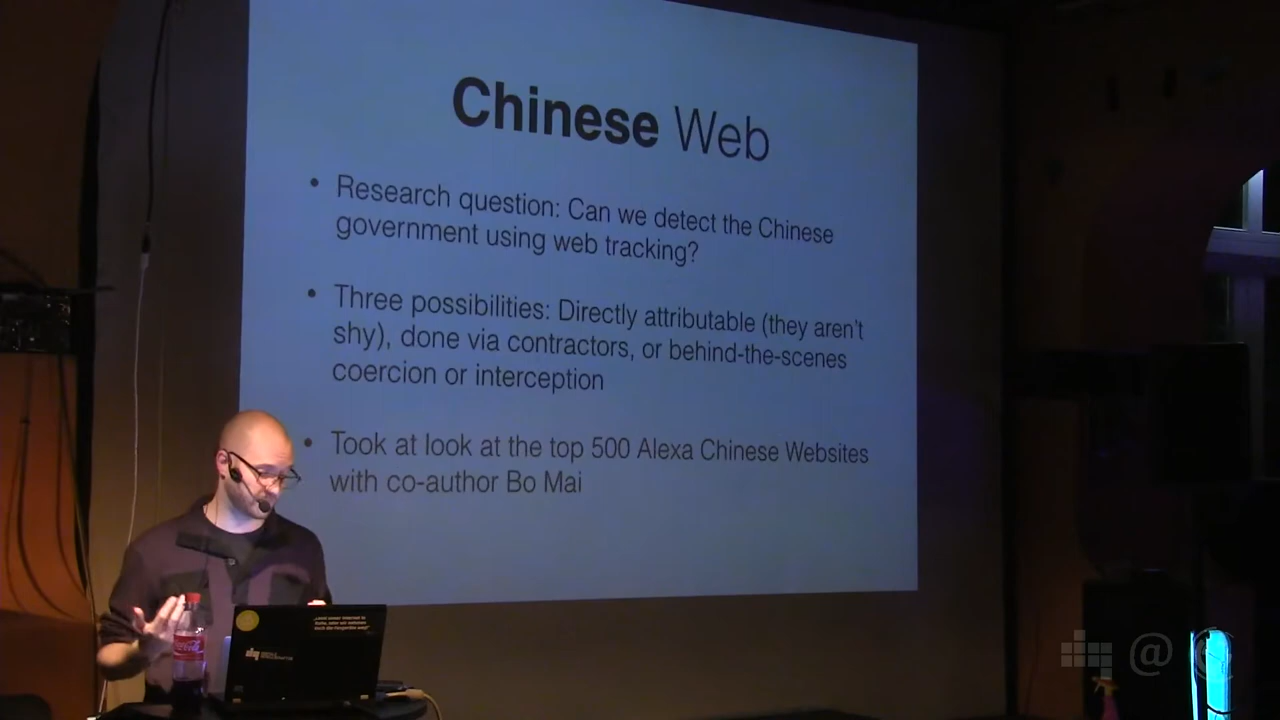 Chinese Web
• Research question: Can we detect the Chinese
government using web tracking?
• Three possibilities: Directly attributable (they aren't
shy), done via contractors, or behind-the-scenes
coercion or interception
• Took at look at the top 500 Alexa Chinese Websites
with co-author Bo Mai
@